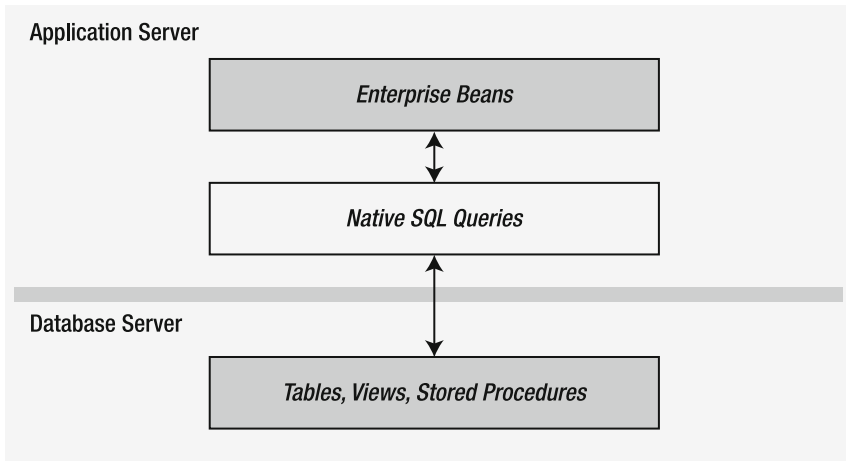 Application Server
Enterprise Beans
Native SQL Queries
Database Server
Tables, Views, Stored Procedures